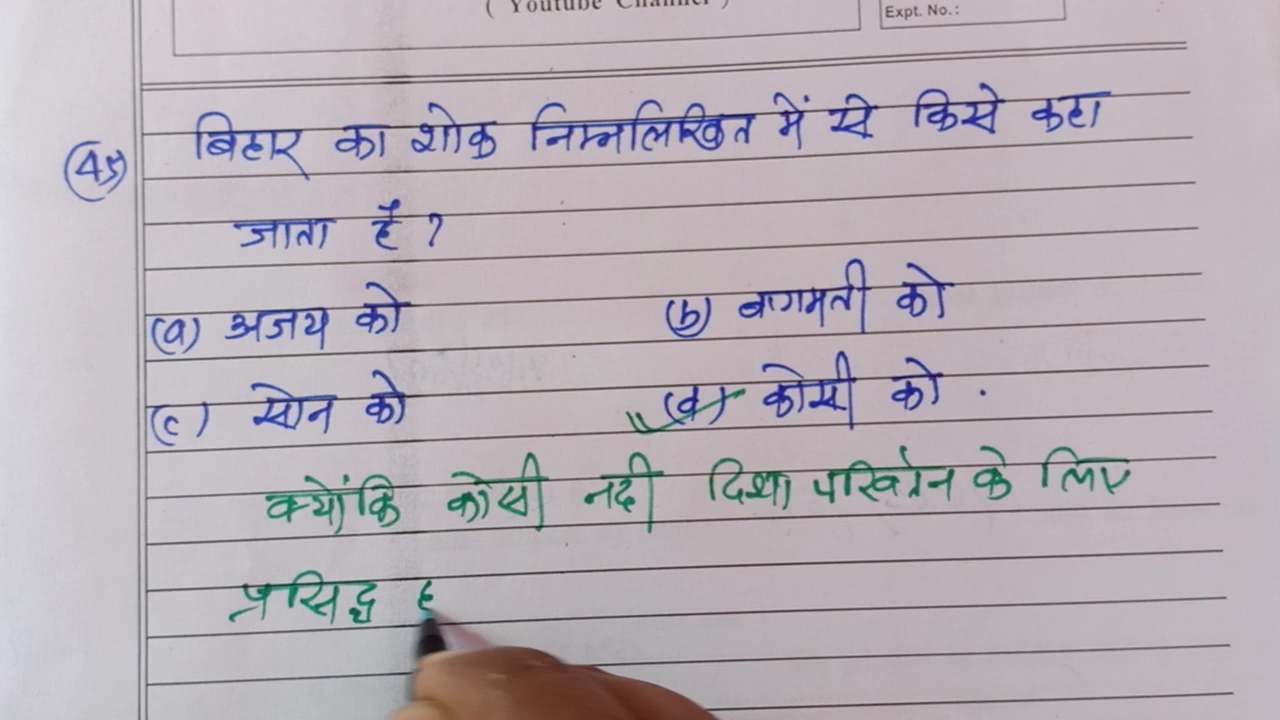 ( Youtube Channel )
Expt. No.:
(45) बिहार का शोक निम्नलिखित में से किसे कहा
जाता है ?
(a) अजय को (b) बागमती को
(c) सोन को (d) कोसी को .
क्योंकि कोसी नदी दिशा परिवर्तन के लिए
प्रसिद्ध ह